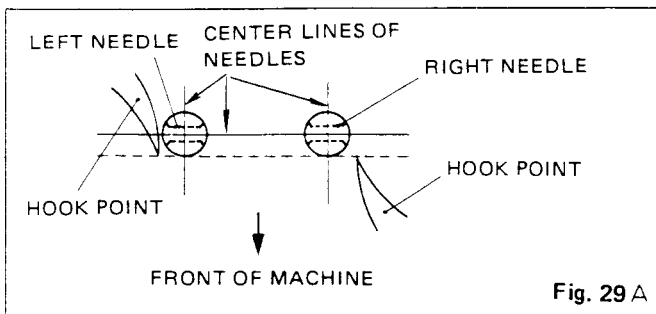 LEFT NEEDLE
CENTER LINES OF
NEEDLES
RIGHT NEEDLE
HOOK POINT
HOOK POINT
FRONT OF MACHINE
Fig. 29 A